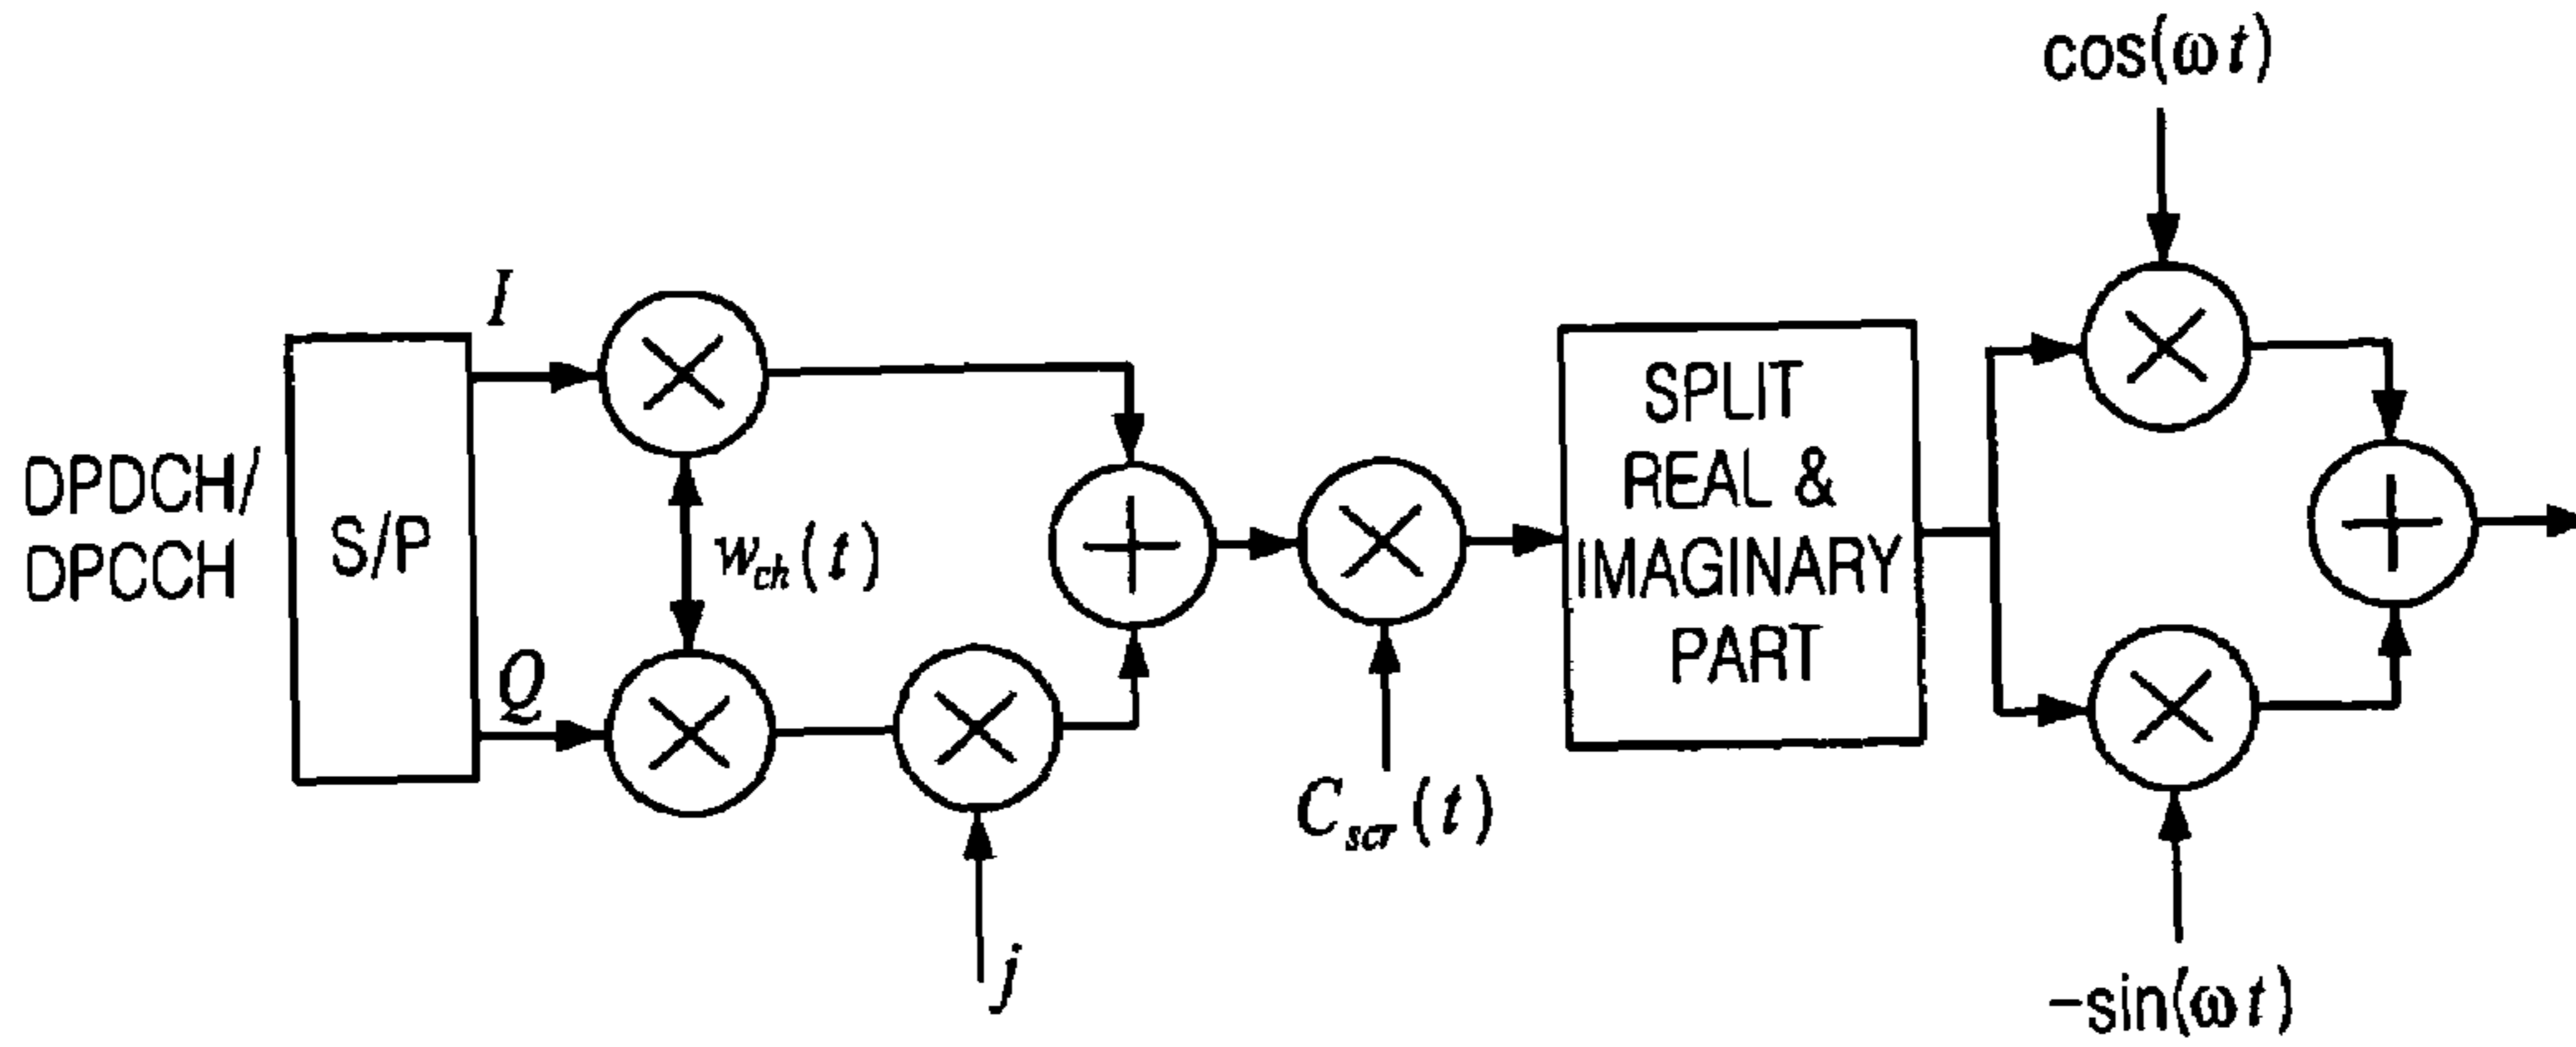 cos(ωt)
I
DPDCH/
DPCCH
S/P
w_ch(t)
Q
j
C_scr(t)
SPLIT
REAL &
IMAGINARY
PART
-sin(ωt)